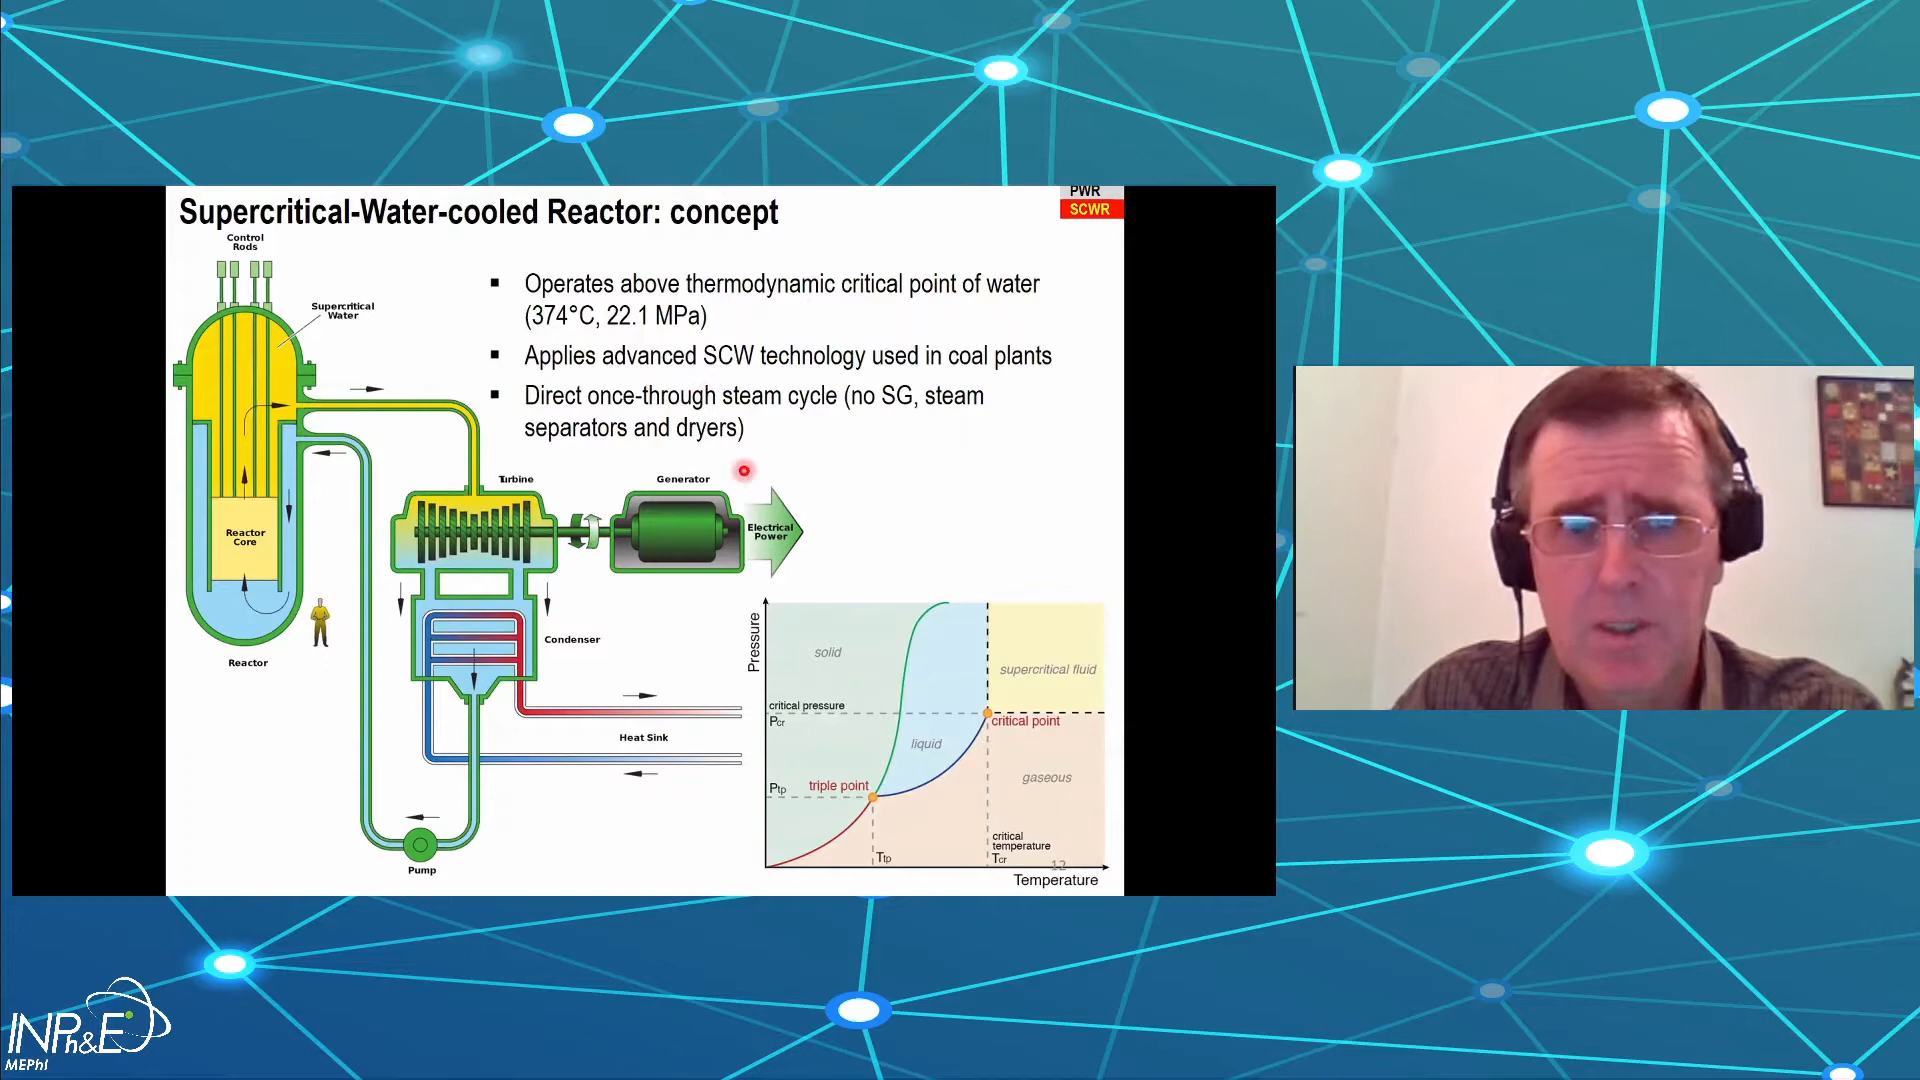 PWR
SCWR
Supercritical-Water-cooled Reactor: concept
Control
Rods
Supercritical
Water
▪ Operates above thermodynamic critical point of water
(374°C, 22.1 MPa)
▪ Applies advanced SCW technology used in coal plants
▪ Direct once-through steam cycle (no SG, steam
separators and dryers)
Turbine
Generator
Electrical
Power
Reactor
Core
Condenser
Reactor
Heat Sink
Pump
Pressure
solid
supercritical fluid
critical pressure
Pcr
critical point
liquid
gaseous
Ptp
triple point
critical
temperature
Ttp
Tcr
12
Temperature
INPh&E
MEPhI